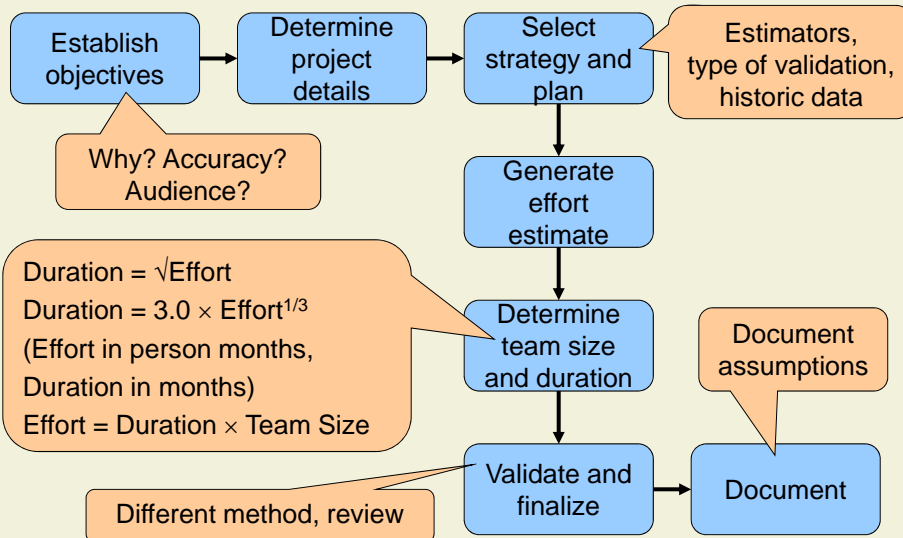 Establish
objectives
Determine
project
details
Select
strategy and
plan
Estimators,
type of validation,
historic data
Why? Accuracy?
Audience?
Generate
effort
estimate
Duration = √Effort
Duration = 3.0 × Effort^1/3
(Effort in person months,
Duration in months)
Effort = Duration × Team Size
Determine
team size
and duration
Document
assumptions
Validate and
finalize
Document
Different method, review